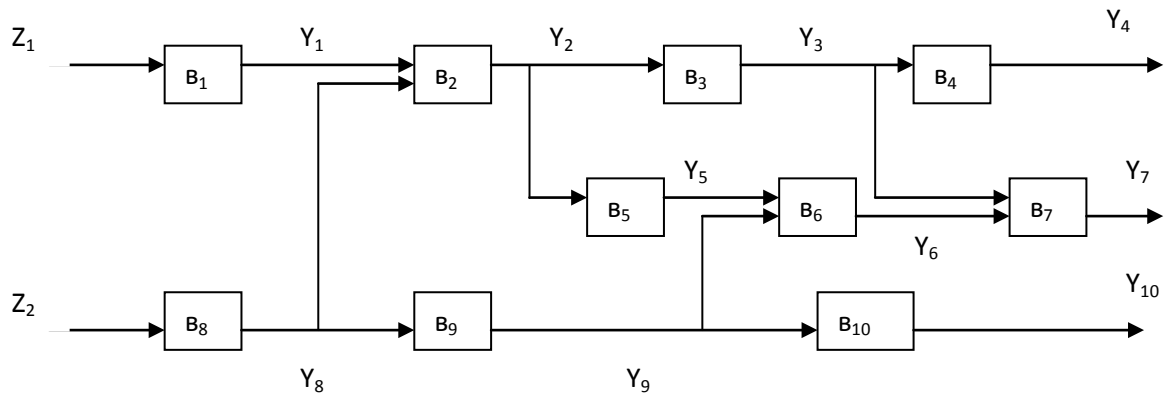 Z₁
Y₁
Y₂
Y₃
Y₄
B₁
B₂
B₃
B₄
Y₅
Y₇
B₅
B₆
B₇
Y₆
Z₂
Y₁₀
B₈
B₉
B₁₀
Y₈
Y₉